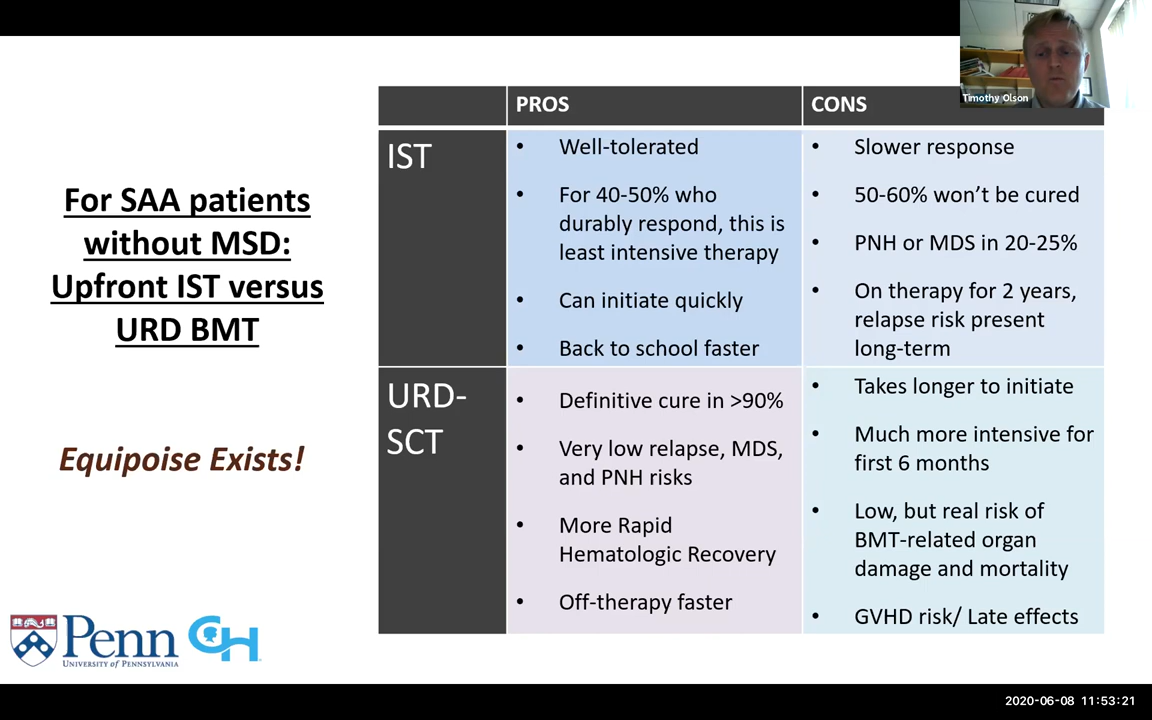 For SAA patients
without MSD:
Upfront IST versus
URD BMT
Equipoise Exists!
PROS
CONS
IST
• Well-tolerated
• For 40-50% who
durably respond, this is
least intensive therapy
• Can initiate quickly
• Back to school faster
• Slower response
• 50-60% won’t be cured
• PNH or MDS in 20-25%
• On therapy for 2 years,
relapse risk present
long-term
URD-
SCT
• Definitive cure in >90%
• Very low relapse, MDS,
and PNH risks
• More Rapid
Hematologic Recovery
• Off-therapy faster
• Takes longer to initiate
• Much more intensive for
first 6 months
• Low, but real risk of
BMT-related organ
damage and mortality
• GVHD risk/ Late effects
Timothy Olson
Penn
UNIVERSITY OF PENNSYLVANIA
CH
2020-06-08 11:53:21